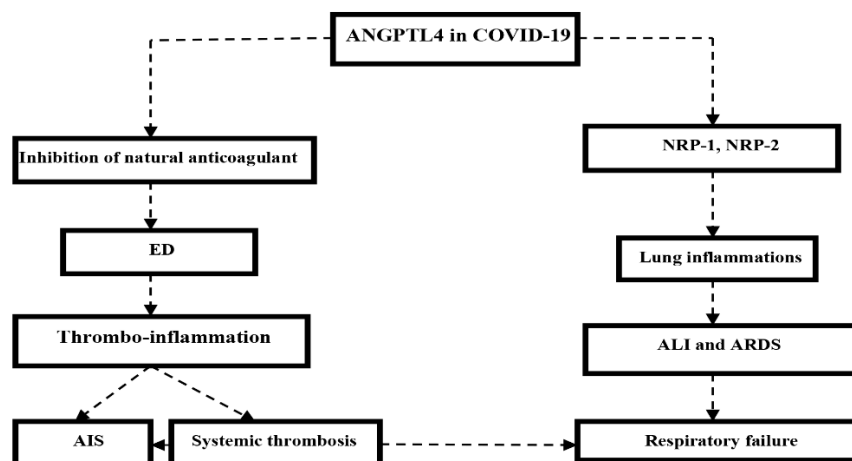 ANGPTL4 in COVID-19
Inhibition of natural anticoagulant
NRP-1, NRP-2
ED
Lung inflammations
Thrombo-inflammation
ALI and ARDS
AIS
Systemic thrombosis
Respiratory failure